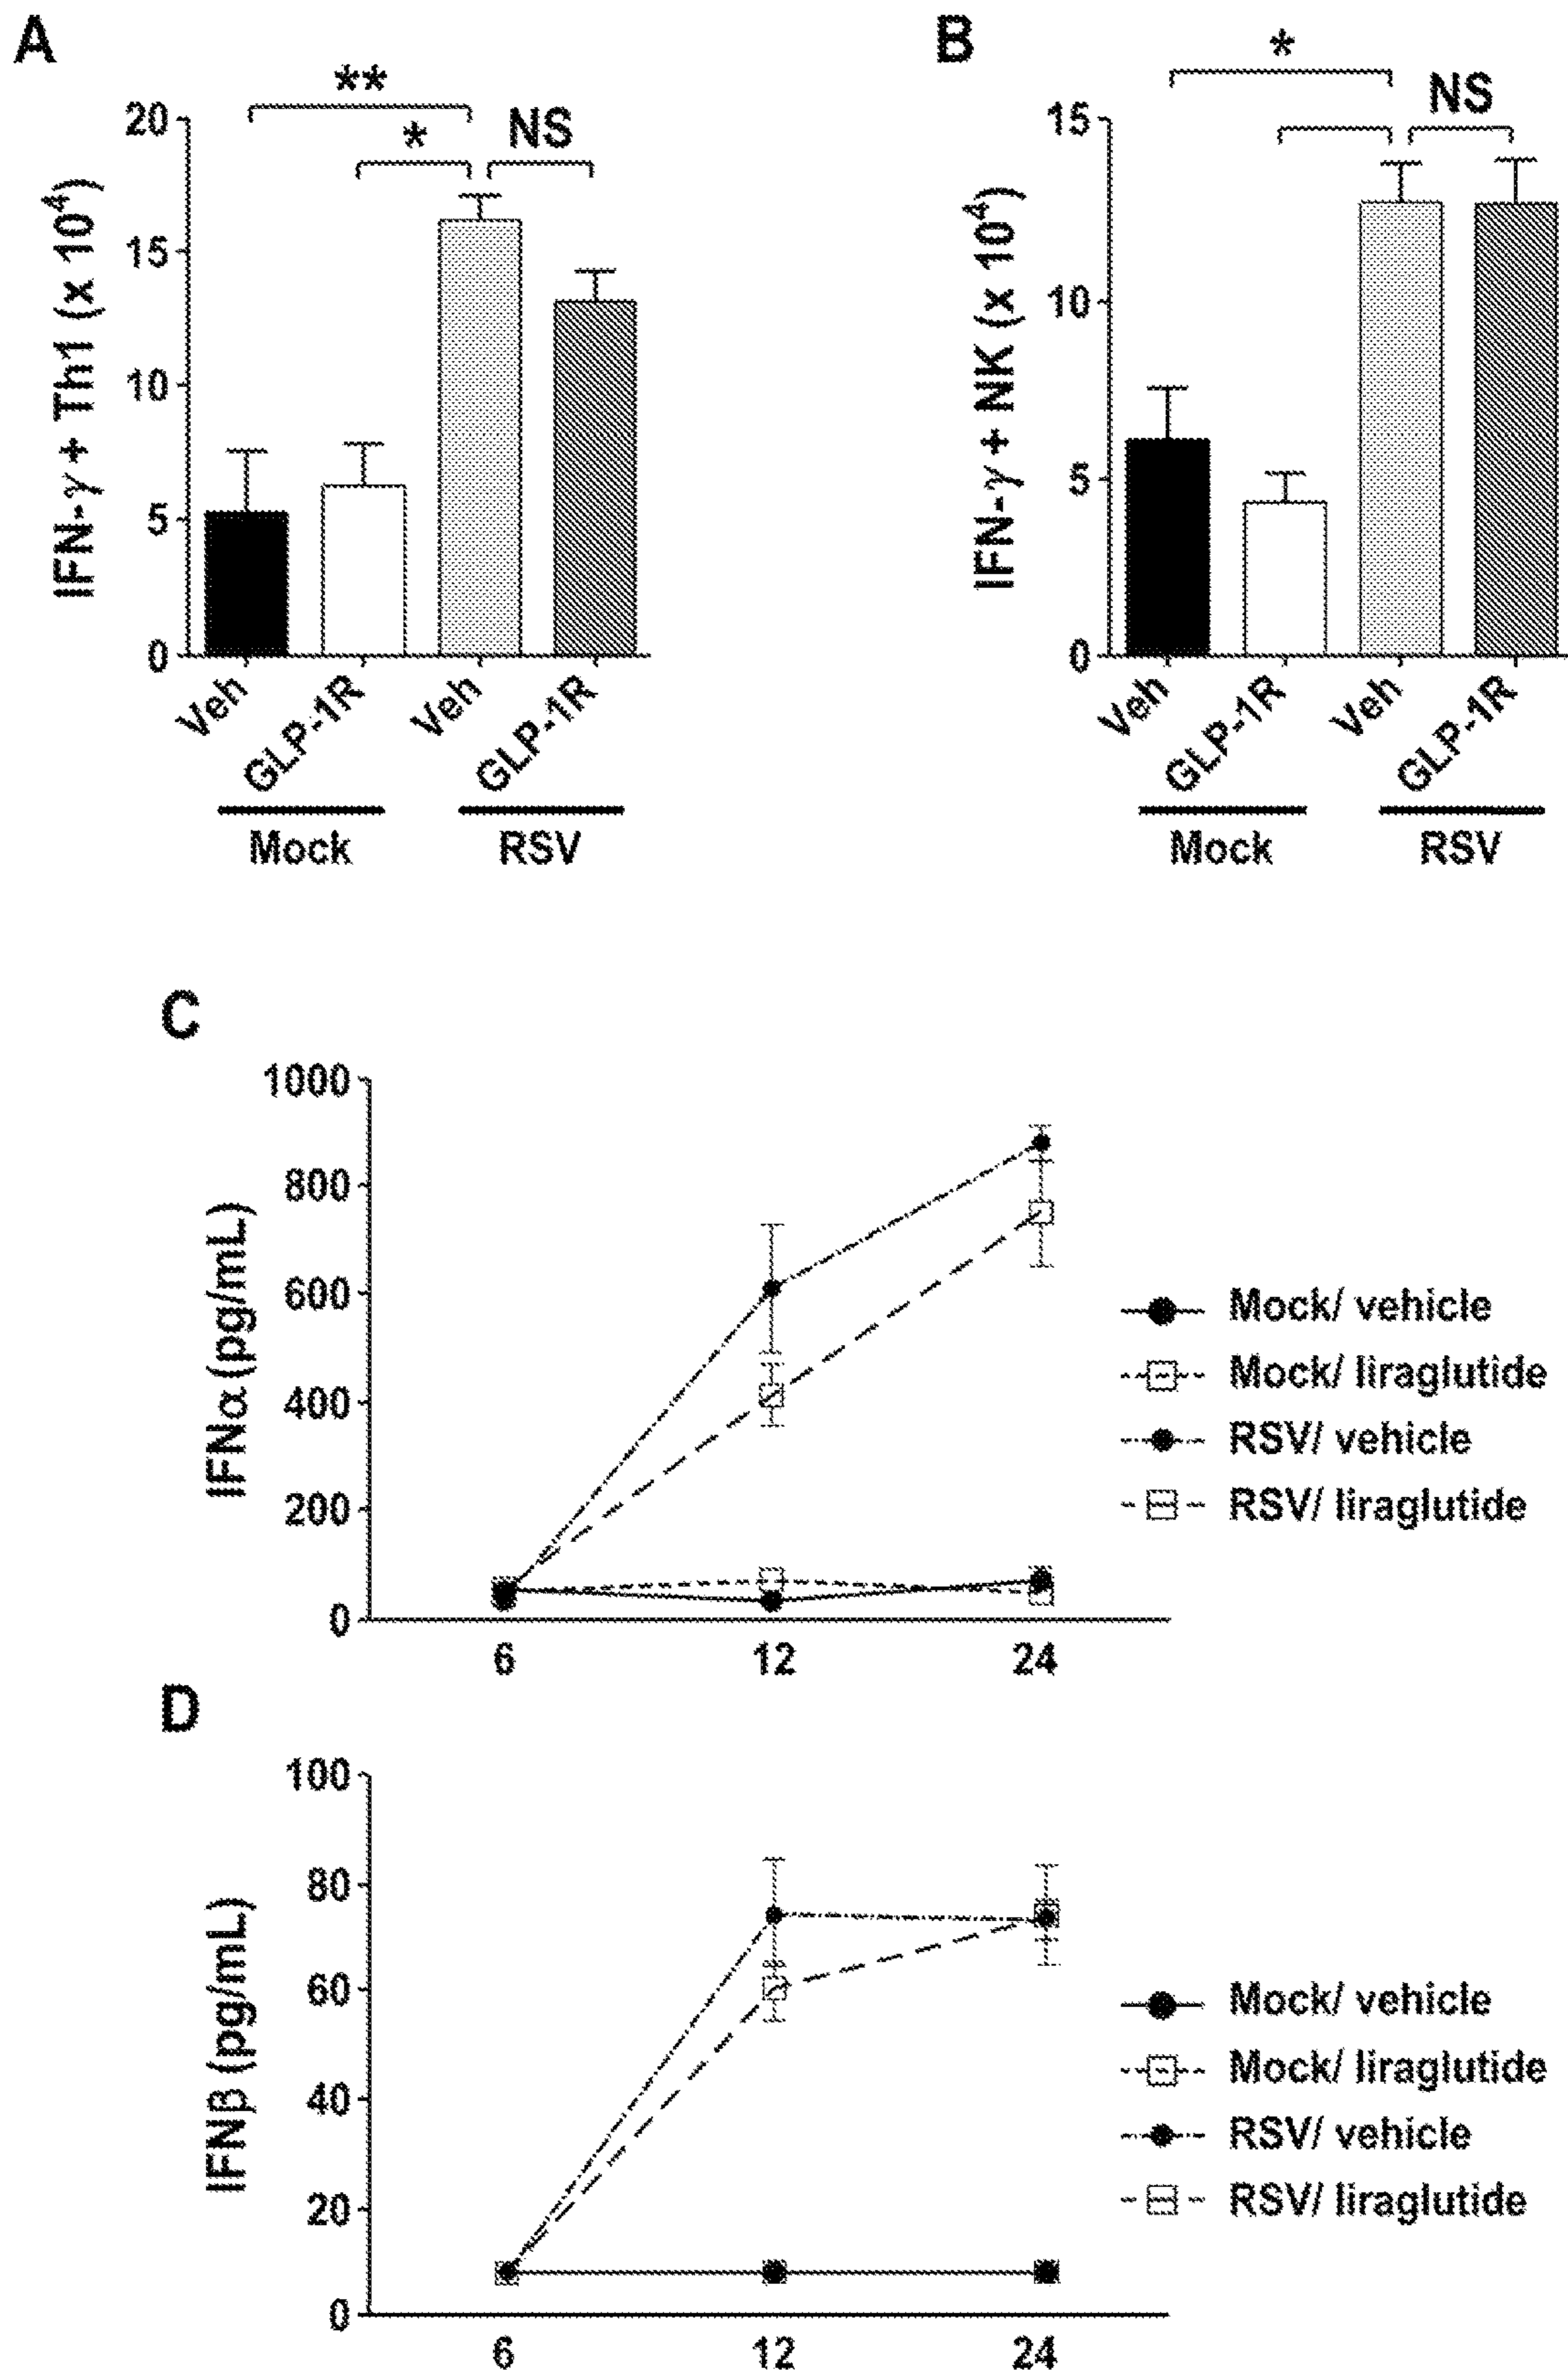 A
**
*
NS
20
15
10
5
0
IFN-γ + Th1 (x 10⁴)
Veh
GLP-1R
Veh
GLP-1R
Mock
RSV
B
*
NS
15
10
5
0
IFN-γ + NK (x 10⁴)
Veh
GLP-1R
Veh
GLP-1R
Mock
RSV
C
1000
800
600
400
200
0
IFNα (pg/mL)
6
12
24
Mock/ vehicle
Mock/ liraglutide
RSV/ vehicle
RSV/ liraglutide
D
100
80
60
40
20
0
IFNβ (pg/mL)
6
12
24
Mock/ vehicle
Mock/ liraglutide
RSV/ vehicle
RSV/ liraglutide